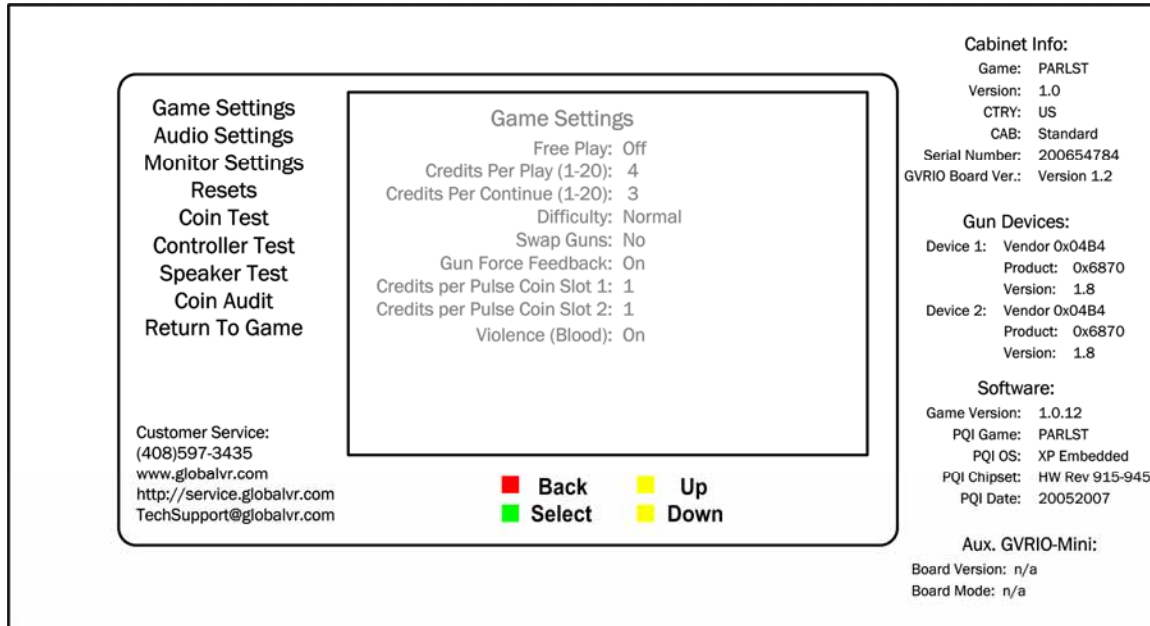 Game Settings
Audio Settings
Monitor Settings
Resets
Coin Test
Controller Test
Speaker Test
Coin Audit
Return To Game
Customer Service:
(408)597-3435
www.globalvr.com
http://service.globalvr.com
TechSupport@globalvr.com
Game Settings
Free Play: Off
Credits Per Play (1-20): 4
Credits Per Continue (1-20): 3
Difficulty: Normal
Swap Guns: No
Gun Force Feedback: On
Credits per Pulse Coin Slot 1: 1
Credits per Pulse Coin Slot 2: 1
Violence (Blood): On
Back Up
Select Down
Cabinet Info:
Game: PARLST
Version: 1.0
CTRY: US
CAB: Standard
Serial Number: 200654784
GVRIO Board Ver.: Version 1.2
Gun Devices:
Device 1: Vendor 0x04B4
Product: 0x6870
Version: 1.8
Device 2: Vendor 0x04B4
Product: 0x6870
Version: 1.8
Software:
Game Version: 1.0.12
PQI Game: PARLST
PQI OS: XP Embedded
PQI Chipset: HW Rev 915-945
PQI Date: 20052007
Aux. GVRIO-Mini:
Board Version: n/a
Board Mode: n/a